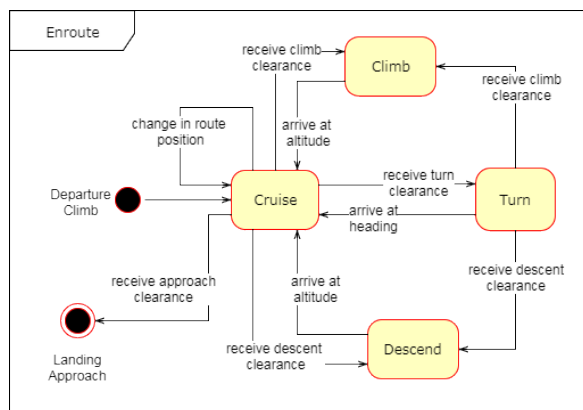 Enroute
receive climb
clearance
Climb
receive climb
clearance
change in route
position
arrive at
altitude
Departure
Climb
Cruise
receive turn
clearance
Turn
arrive at
heading
receive approach
clearance
arrive at
altitude
receive descent
clearance
receive descent
clearance
Descend
Landing
Approach